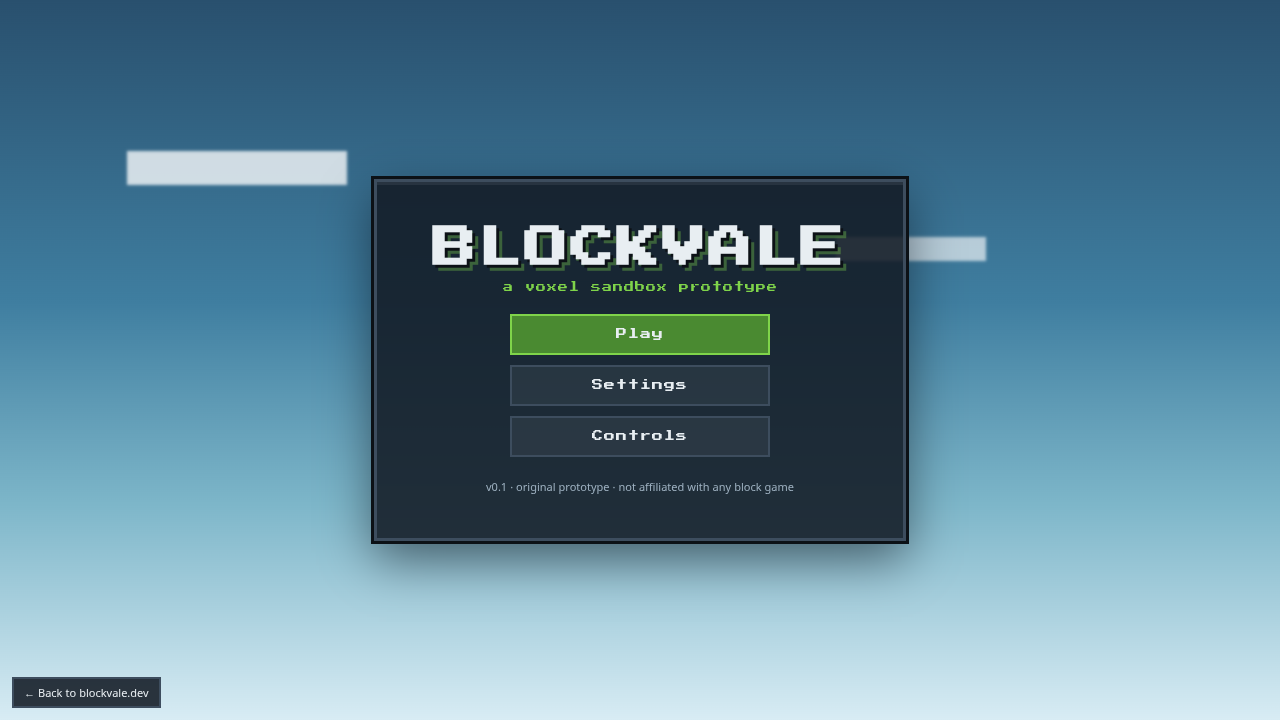 BLOCKVALE
a voxel sandbox prototype
Play
Settings
Controls
v0.1 · original prototype · not affiliated with any block game
← Back to blockvale.dev